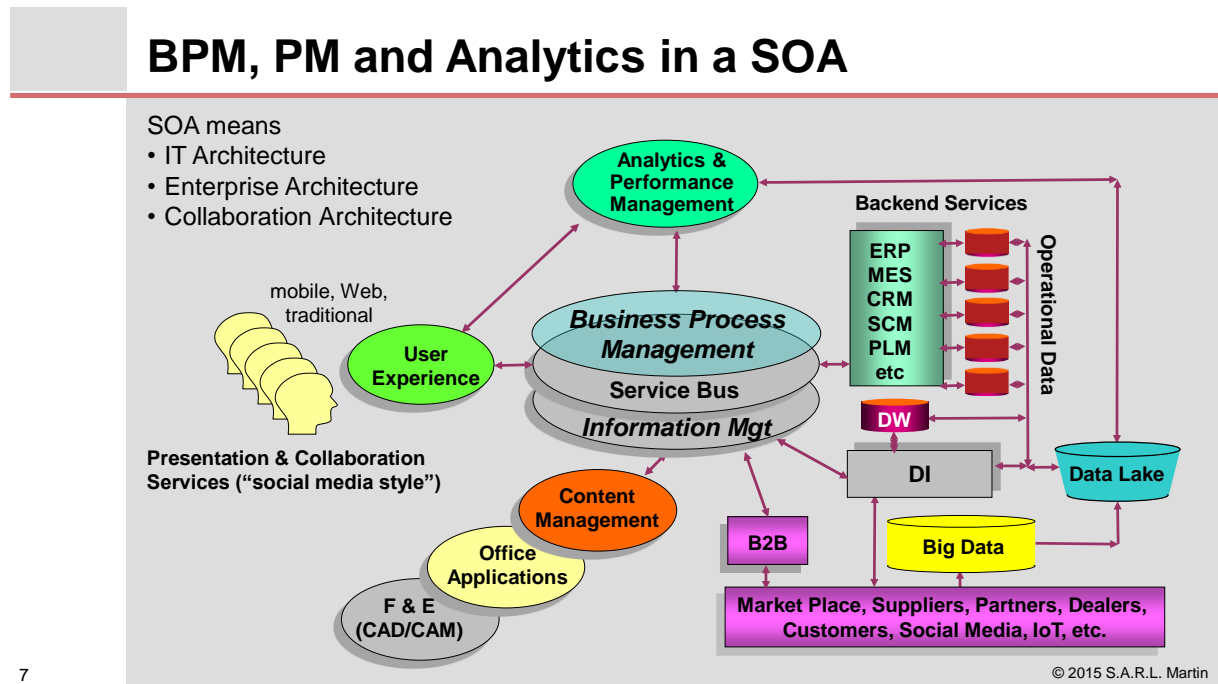 BPM, PM and Analytics in a SOA
SOA means
• IT Architecture
• Enterprise Architecture
• Collaboration Architecture
Analytics &
Performance
Management
Backend Services
ERP
MES
CRM
SCM
PLM
etc
Operational Data
mobile, Web,
traditional
User
Experience
Business Process
Management
Service Bus
Information Mgt
DW
Presentation & Collaboration
Services (“social media style”)
DI
Data Lake
Content
Management
B2B
Big Data
Office
Applications
F & E
(CAD/CAM)
Market Place, Suppliers, Partners, Dealers,
Customers, Social Media, IoT, etc.
7
© 2015 S.A.R.L. Martin